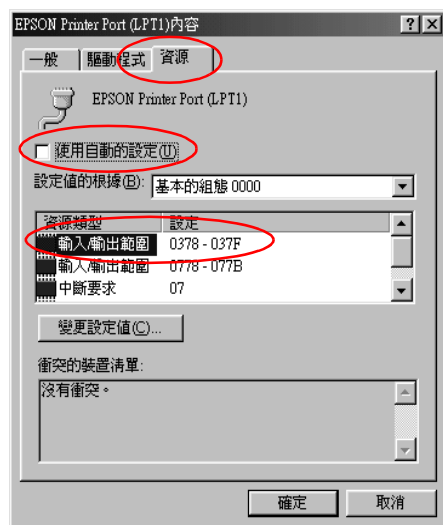 EPSON Printer Port (LPT1)內容
一般 驅動程式 資源
EPSON Printer Port (LPT1)
使用自動的設定(U)
設定值的根據(B): 基本的組態 0000
資源類型 設定
輸入/輸出範圍 0378 - 037F
輸入/輸出範圍 0778 - 077B
中斷要求 07
變更設定值(C)...
衝突的裝置清單:
沒有衝突。
確定 取消